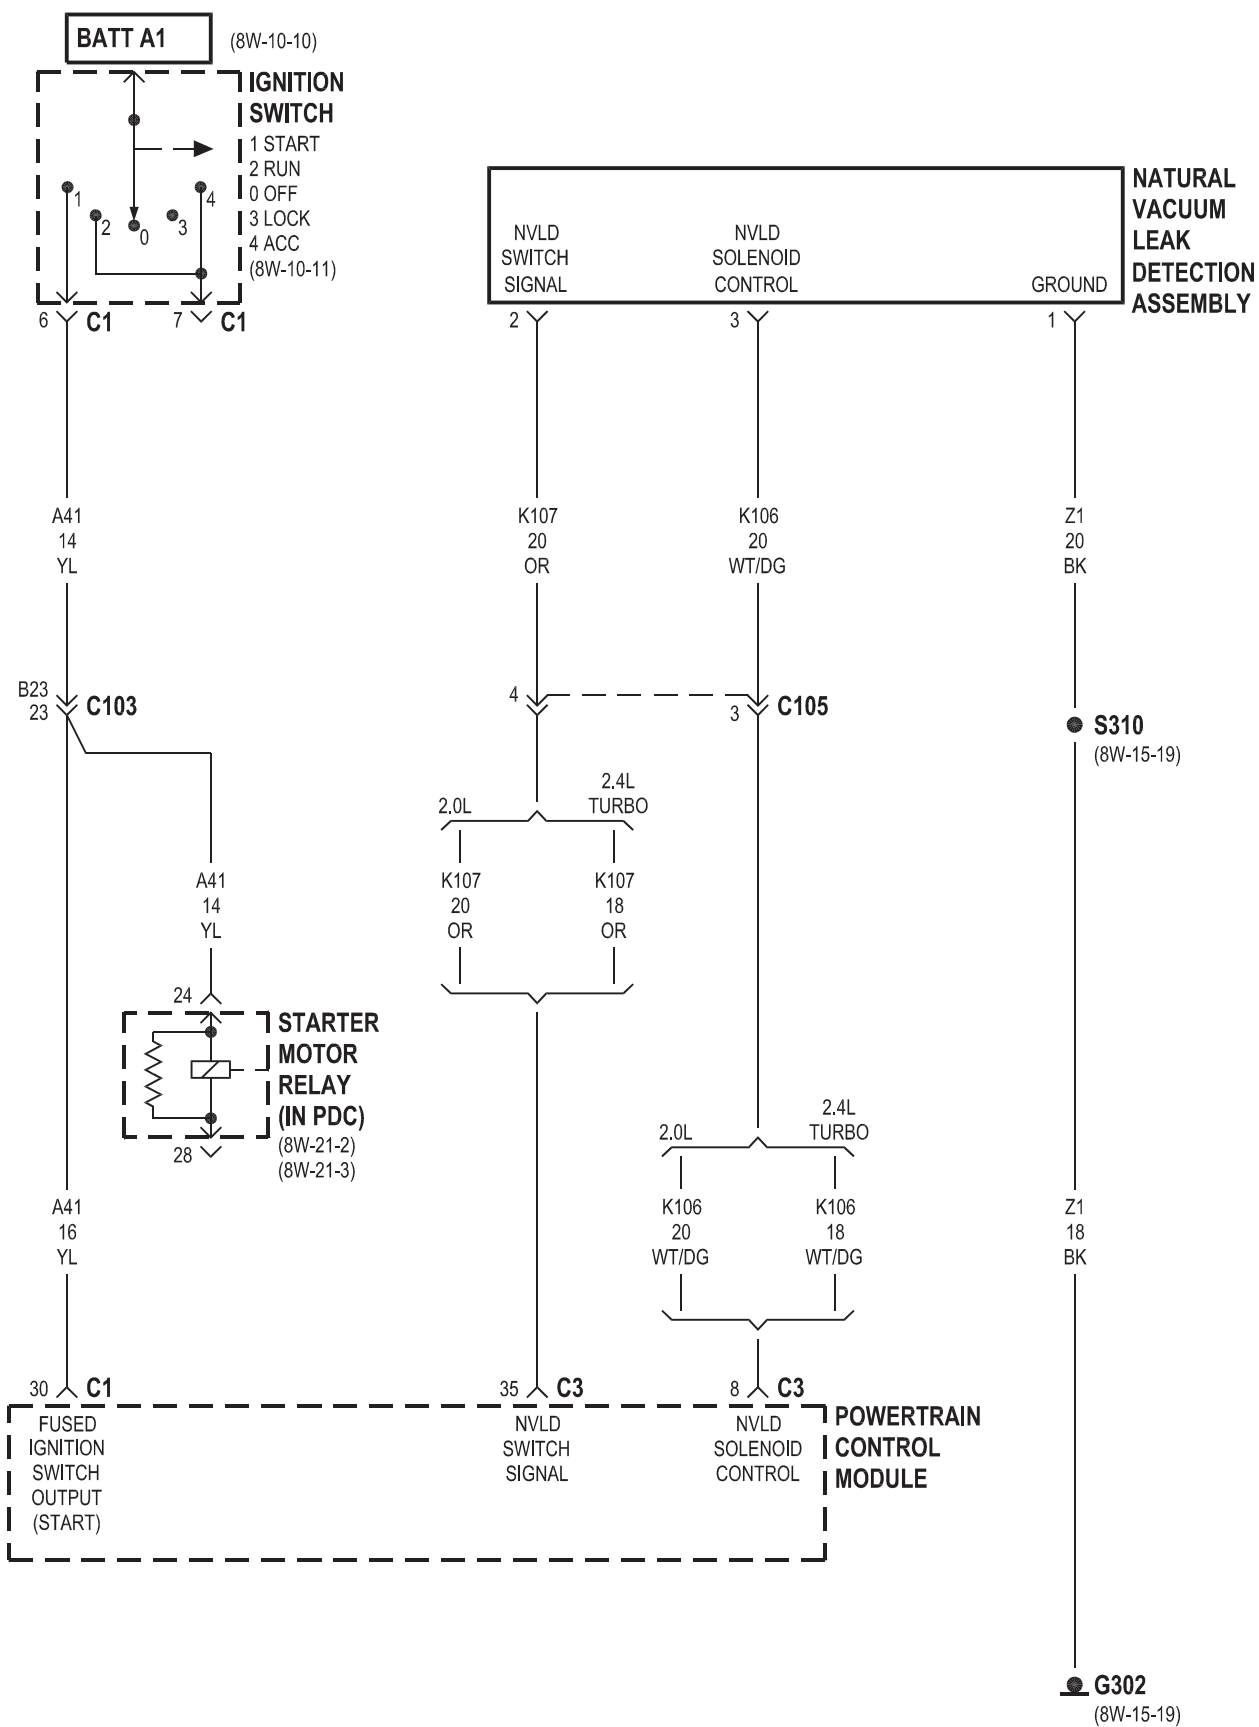 BATT A1
(8W-10-10)
IGNITION
SWITCH
1 START
2 RUN
0 OFF
3 LOCK
4 ACC
(8W-10-11)
1
2
0
3
4
6
C1
7
C1
NATURAL
VACUUM
LEAK
DETECTION
ASSEMBLY
NVLD
SWITCH
SIGNAL
NVLD
SOLENOID
CONTROL
GROUND
2
3
1
A41
14
YL
K107
20
OR
K106
20
WT/DG
Z1
20
BK
B23
23
C103
4
3
C105
S310
(8W-15-19)
2.0L
2.4L
TURBO
K107
20
OR
K107
18
OR
A41
14
YL
24
STARTER
MOTOR
RELAY
(IN PDC)
(8W-21-2)
(8W-21-3)
28
2.0L
2.4L
TURBO
K106
20
WT/DG
K106
18
WT/DG
A41
16
YL
Z1
18
BK
30
C1
35
C3
8
C3
FUSED
IGNITION
SWITCH
OUTPUT
(START)
NVLD
SWITCH
SIGNAL
NVLD
SOLENOID
CONTROL
POWERTRAIN
CONTROL
MODULE
G302
(8W-15-19)